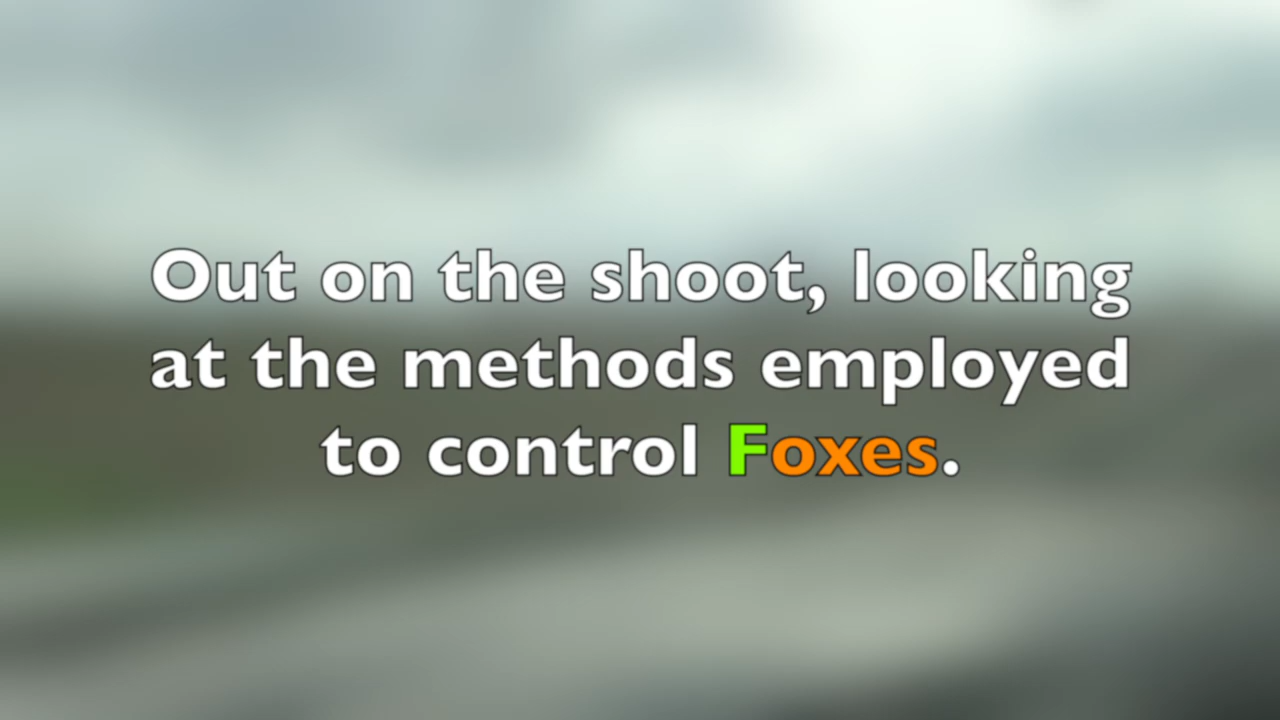 Out on the shoot, looking
at the methods employed
to control Foxes.